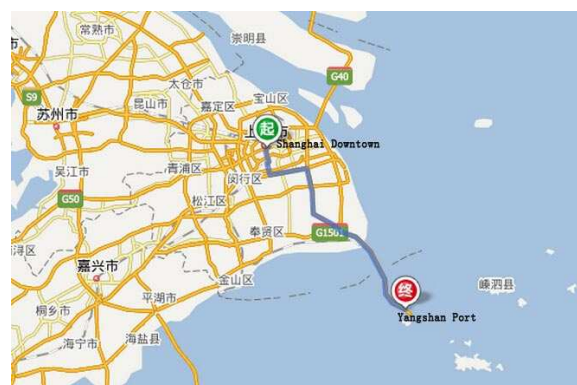 常熟市
崇明县
G40
太仓市
S9
昆山市
嘉定区
宝山区
苏州市
起
Shanghai Downtown
吴江市
青浦区
闵行区
G50
松江区
奉贤区
G1501
嘉兴市
金山区
终
嵊泗县
平湖市
桐乡市
Yangshan Port
海宁市
海盐县